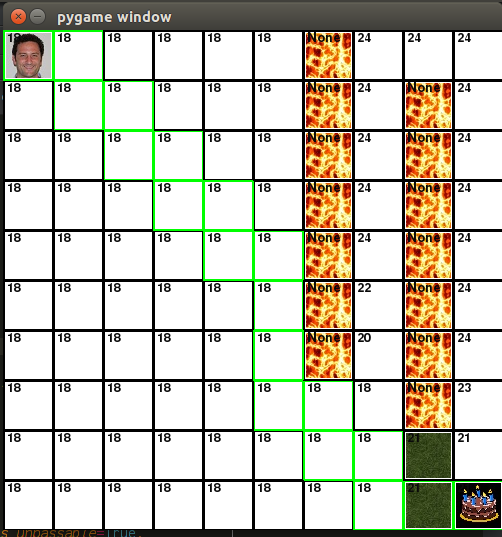 pygame window
18 18 18 18 18 18 None 24 24 24
18 18 18 18 18 18 None 24 None 24
18 18 18 18 18 18 None 24 None 24
18 18 18 18 18 18 None 24 None 24
18 18 18 18 18 18 None 24 None 24
18 18 18 18 18 18 None 22 None 24
18 18 18 18 18 18 None 20 None 24
18 18 18 18 18 18 18 18 None 23
18 18 18 18 18 18 18 18 21 21
18 18 18 18 18 18 18 18 21
s unpassable=True,